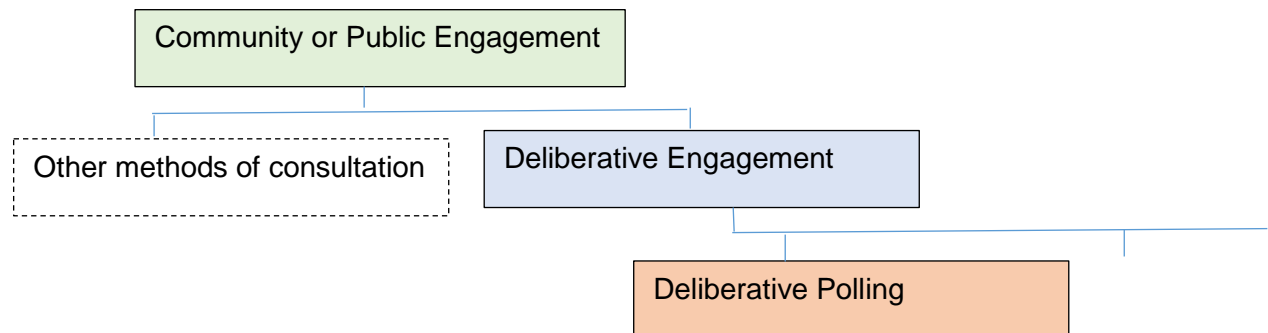 Community or Public Engagement
Other methods of consultation
Deliberative Engagement
Deliberative Polling